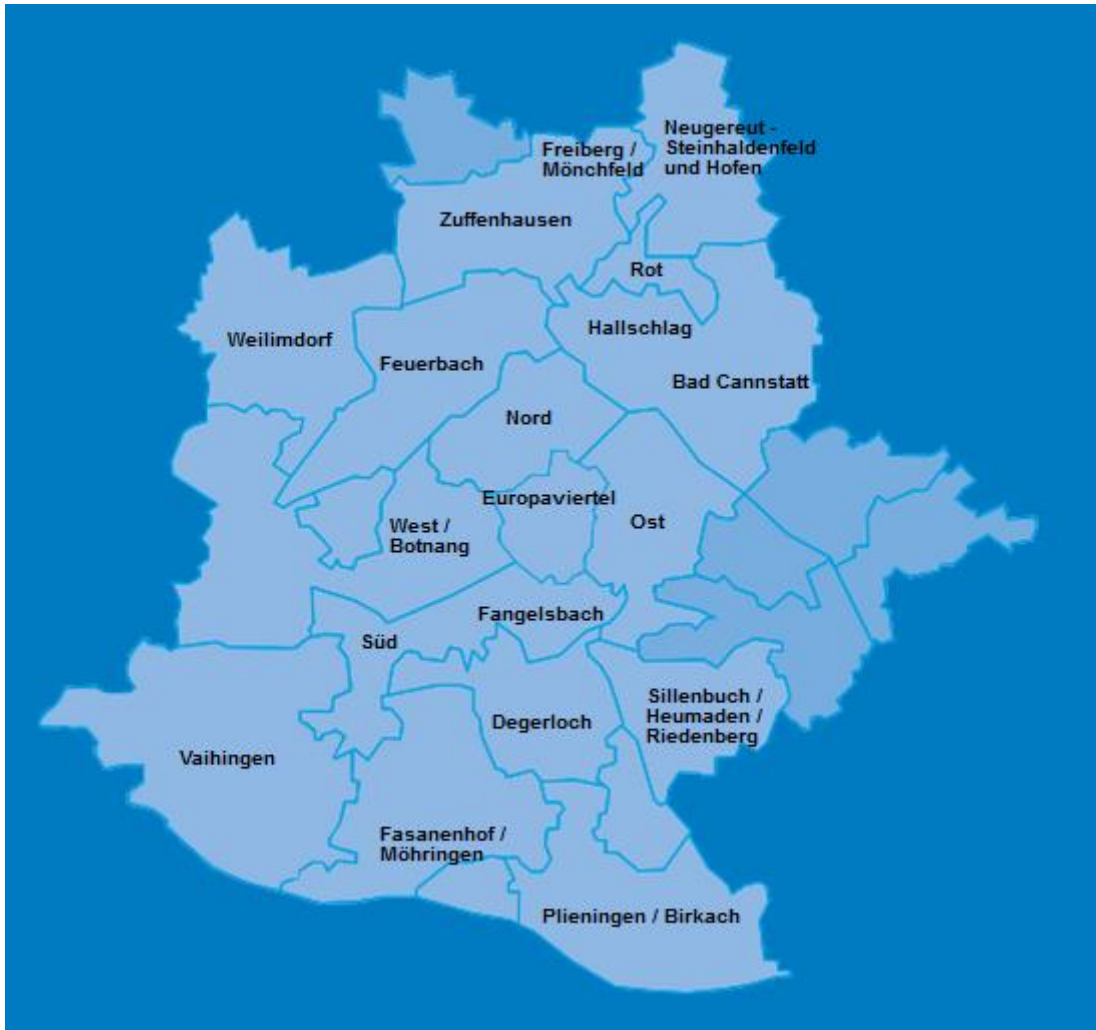 Neugereut -
Steinhaldenfeld
und Hofen
Freiberg /
Mönchfeld
Zuffenhausen
Rot
Hallschlag
Weilimdorf
Feuerbach
Bad Cannstatt
Nord
Europaviertel
West /
Botnang
Ost
Fangelsbach
Süd
Sillenbuch /
Heumaden /
Riedenberg
Degerloch
Vaihingen
Fasanenhof /
Möhringen
Plieningen / Birkach